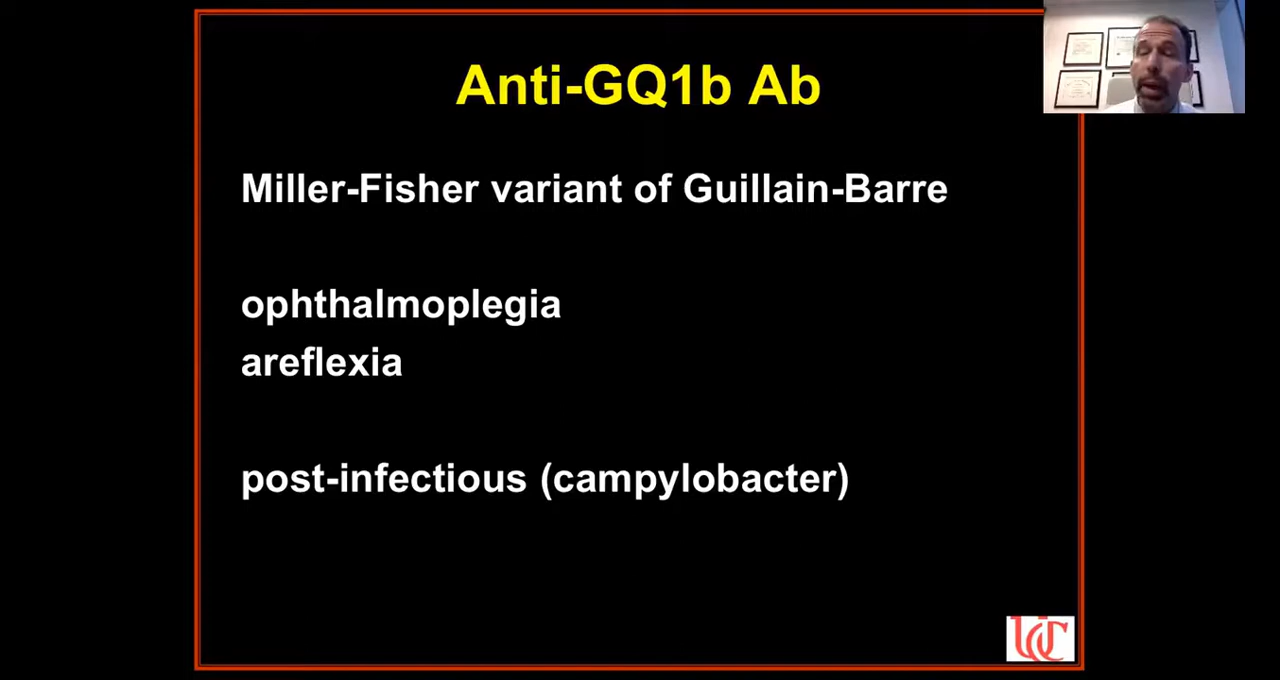 Anti-GQ1b Ab
Miller-Fisher variant of Guillain-Barre
ophthalmoplegia
areflexia
post-infectious (campylobacter)